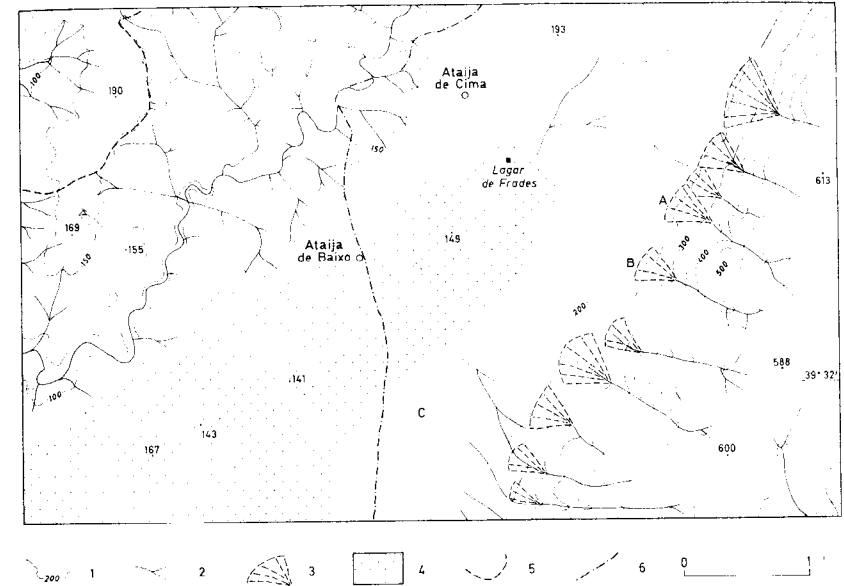 193
Ataija
de Cima
100
190
150
Lagar
de Frades
613
A
169
155
149
300
400
500
150
Ataija
de Baixo
B
200
588
39° 32'
141
100
C
143
167
600
200 1 2 3 4 5 6 0 1